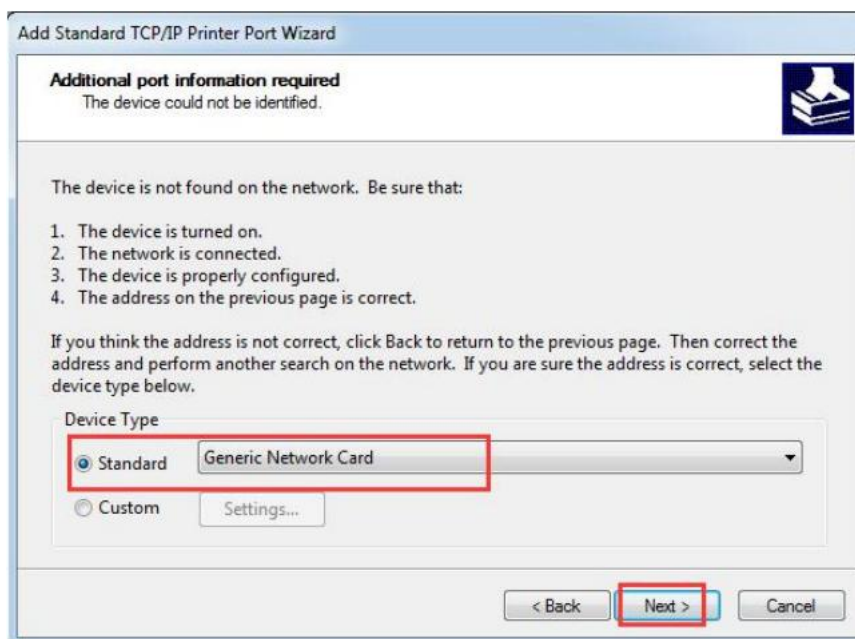 Add Standard TCP/IP Printer Port Wizard
Additional port information required
The device could not be identified.
The device is not found on the network.  Be sure that:
1.  The device is turned on.
2.  The network is connected.
3.  The device is properly configured.
4.  The address on the previous page is correct.
If you think the address is not correct, click Back to return to the previous page.  Then correct the
address and perform another search on the network.  If you are sure the address is correct, select the
device type below.
Device Type
Standard Generic Network Card
Custom Settings...
< Back Next > Cancel